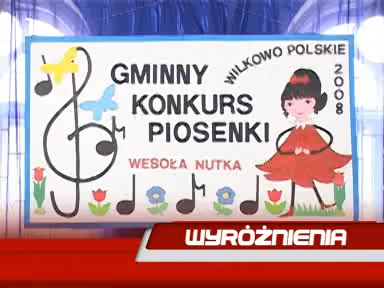 GMINNY
KONKURS
PIOSENKI
WILKOWO POLSKIE
2008
WESOŁA NUTKA
WYRÓŻNIENIA